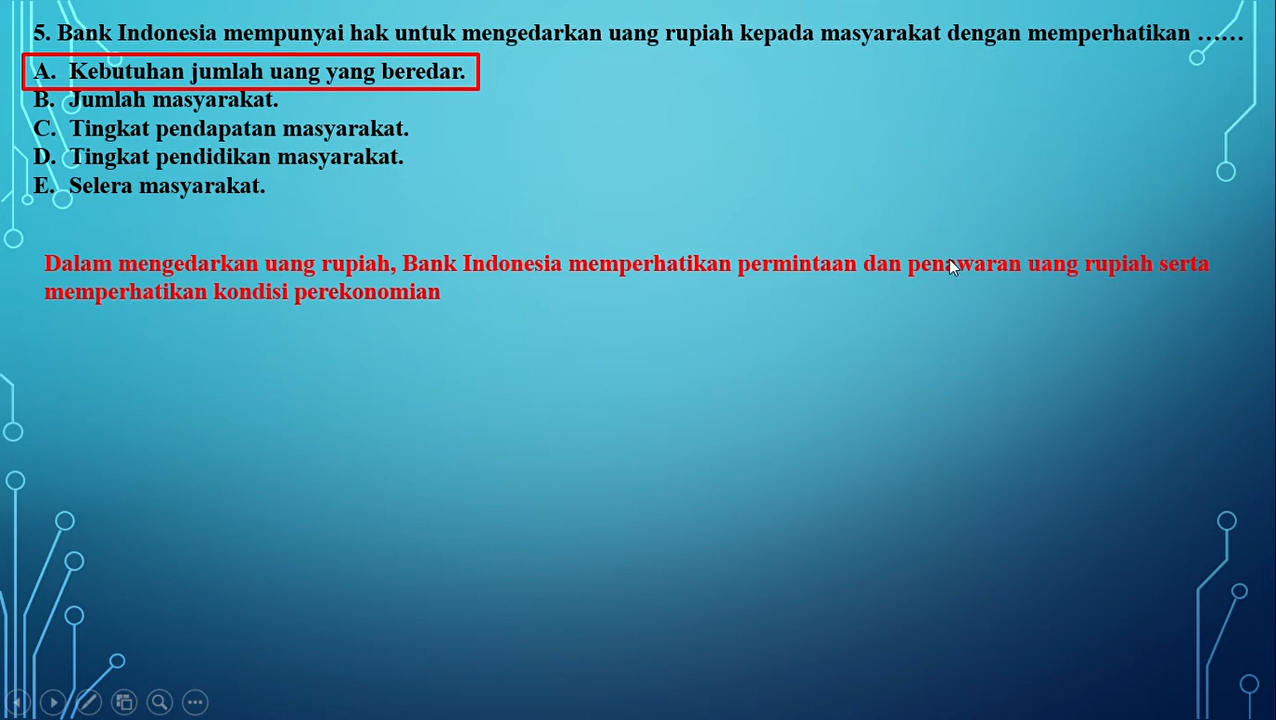 5. Bank Indonesia mempunyai hak untuk mengedarkan uang rupiah kepada masyarakat dengan memperhatikan ……
A. Kebutuhan jumlah uang yang beredar.
B. Jumlah masyarakat.
C. Tingkat pendapatan masyarakat.
D. Tingkat pendidikan masyarakat.
E. Selera masyarakat.
Dalam mengedarkan uang rupiah, Bank Indonesia memperhatikan permintaan dan penawaran uang rupiah serta
memperhatikan kondisi perekonomian